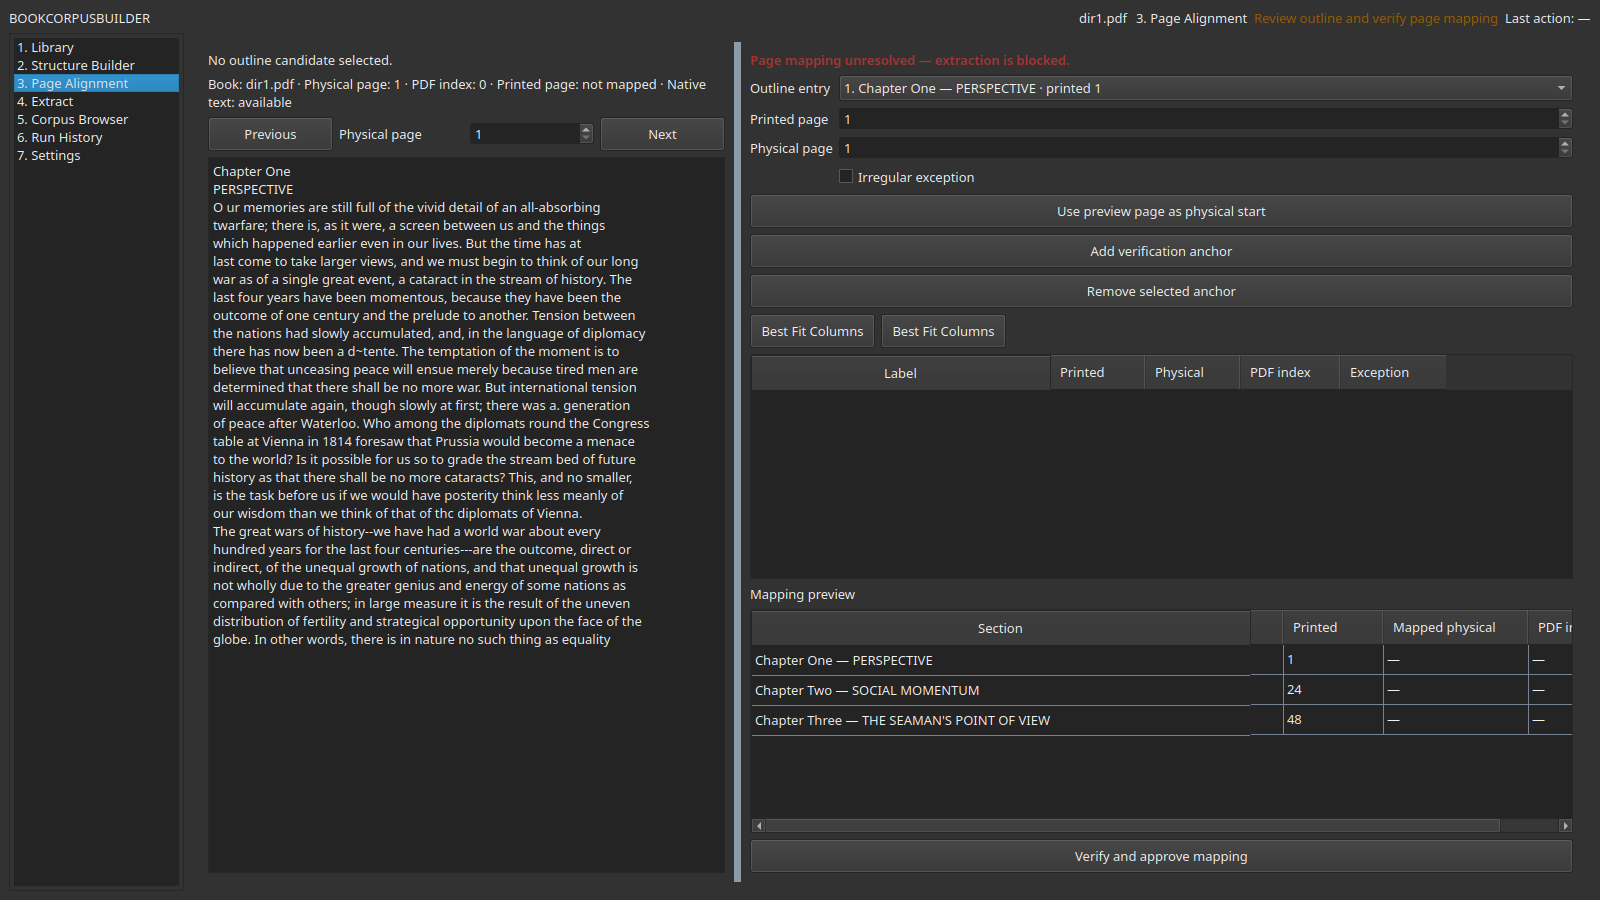 BOOKCORPUSBUILDER
dir1.pdf 3. Page Alignment Review outline and verify page mapping Last action: —
1. Library
2. Structure Builder
3. Page Alignment
4. Extract
5. Corpus Browser
6. Run History
7. Settings
No outline candidate selected.
Book: dir1.pdf · Physical page: 1 · PDF index: 0 · Printed page: not mapped · Native
text: available
Previous Physical page 1 Next
Chapter One
PERSPECTIVE
O ur memories are still full of the vivid detail of an all-absorbing
twarfare; there is, as it were, a screen between us and the things
which happened earlier even in our lives. But the time has at
last come to take larger views, and we must begin to think of our long
war as of a single great event, a cataract in the stream of history. The
last four years have been momentous, because they have been the
outcome of one century and the prelude to another. Tension between
the nations had slowly accumulated, and, in the language of diplomacy
there has now been a d~tente. The temptation of the moment is to
believe that unceasing peace will ensue merely because tired men are
determined that there shall be no more war. But international tension
will accumulate again, though slowly at first; there was a. generation
of peace after Waterloo. Who among the diplomats round the Congress
table at Vienna in 1814 foresaw that Prussia would become a menace
to the world? Is it possible for us so to grade the stream bed of future
history as that there shall be no more cataracts? This, and no smaller,
is the task before us if we would have posterity think less meanly of
our wisdom than we think of that of thc diplomats of Vienna.
The great wars of history--we have had a world war about every
hundred years for the last four centuries---are the outcome, direct or
indirect, of the unequal growth of nations, and that unequal growth is
not wholly due to the greater genius and energy of some nations as
compared with others; in large measure it is the result of the uneven
distribution of fertility and strategical opportunity upon the face of the
globe. In other words, there is in nature no such thing as equality
Page mapping unresolved — extraction is blocked.
Outline entry 1. Chapter One — PERSPECTIVE · printed 1
Printed page 1
Physical page 1
Irregular exception
Use preview page as physical start
Add verification anchor
Remove selected anchor
Best Fit Columns Best Fit Columns
Label Printed Physical PDF index Exception
Mapping preview
Section Printed Mapped physical PDF ir
Chapter One — PERSPECTIVE 1 — —
Chapter Two — SOCIAL MOMENTUM 24 — —
Chapter Three — THE SEAMAN'S POINT OF VIEW 48 — —
Verify and approve mapping